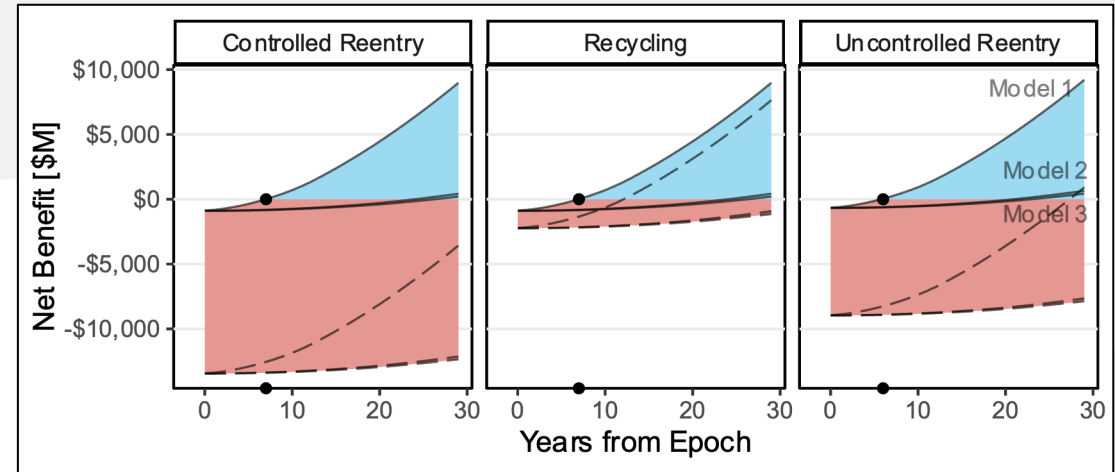 Controlled Reentry
Recycling
Uncontrolled Reentry
Net Benefit [$M]
$10,000
$5,000
$0
-$5,000
-$10,000
Model 1
Model 2
Model 3
0 10 20 30
0 10 20 30
0 10 20 30
Years from Epoch